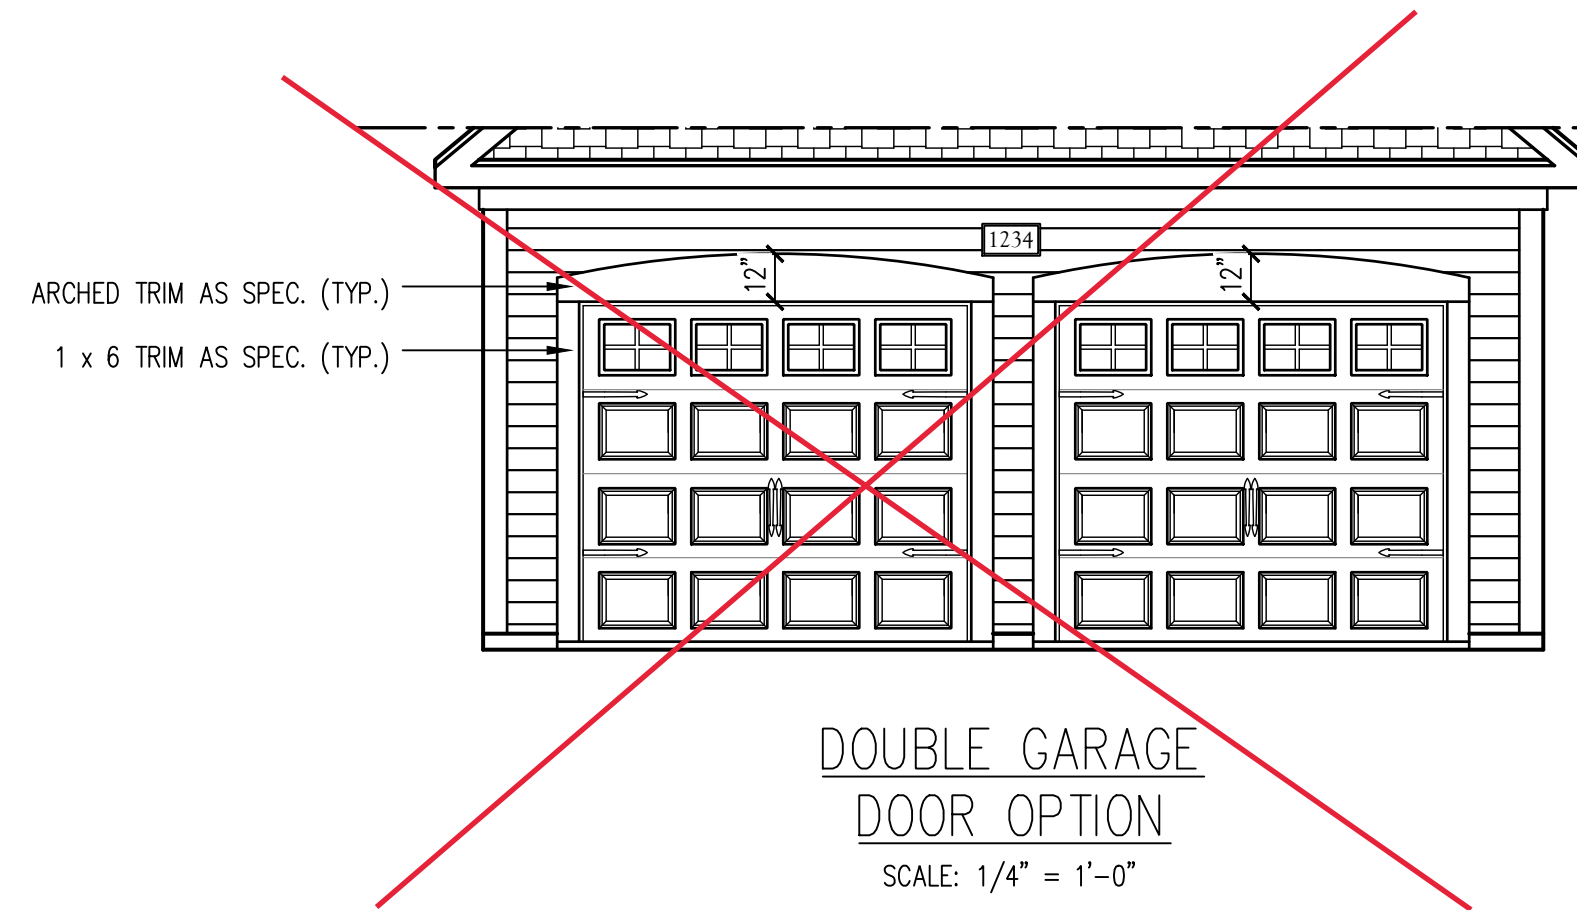 1234
12”
12”
ARCHED TRIM AS SPEC. (TYP.)
1 x 6 TRIM AS SPEC. (TYP.)
DOUBLE GARAGE
DOOR OPTION
SCALE: 1/4” = 1’-0”